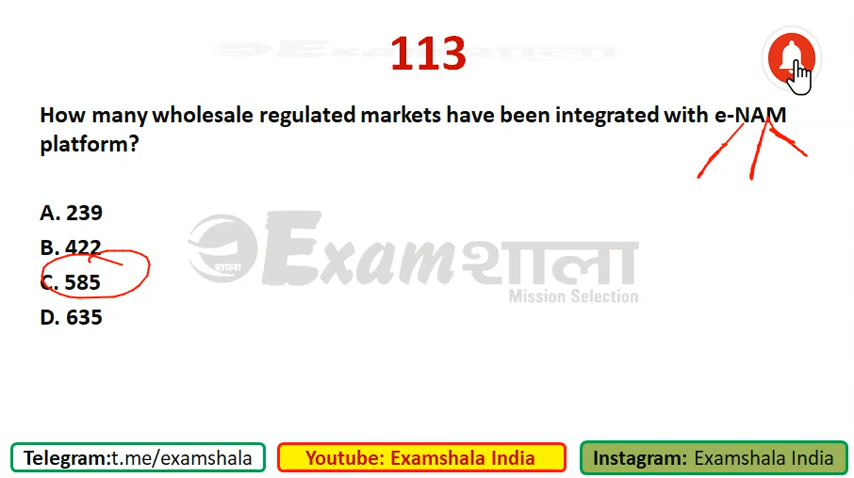 113
How many wholesale regulated markets have been integrated with e-NAM
platform?
A. 239
B. 422
C. 585
D. 635
शाला Examशाला
Mission Selection
Telegram:t.me/examshala
Youtube: Examshala India
Instagram: Examshala India